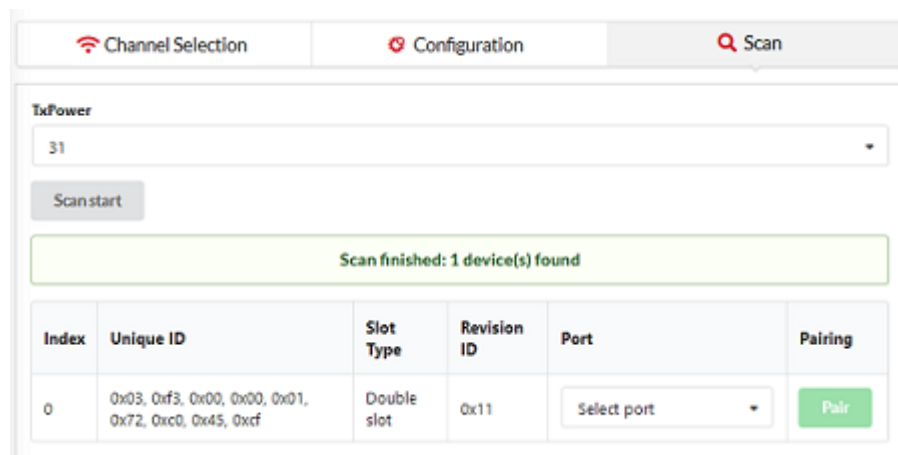 Channel Selection
Configuration
Scan
TxPower
31
Scan start
Scan finished: 1 device(s) found
Index
Unique ID
Slot
Type
Revision
ID
Port
Pairing
0
0x03, 0xf3, 0x00, 0x00, 0x01,
0x72, 0xc0, 0x45, 0xcf
Double
slot
0x11
Select port
Pair